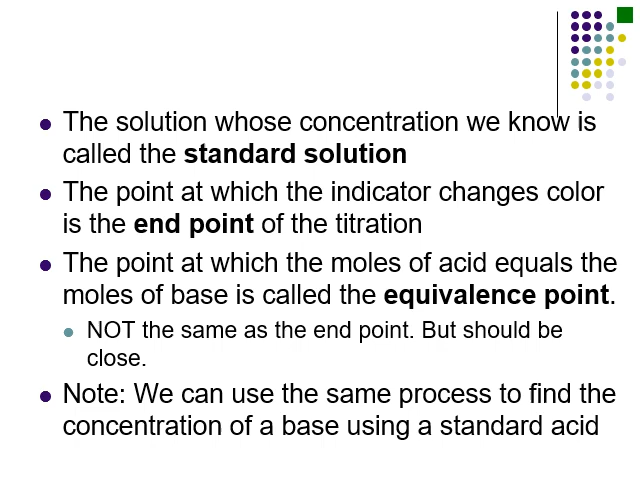 The solution whose concentration we know is
called the standard solution
The point at which the indicator changes color
is the end point of the titration
The point at which the moles of acid equals the
moles of base is called the equivalence point.
NOT the same as the end point. But should be
close.
Note: We can use the same process to find the
concentration of a base using a standard acid